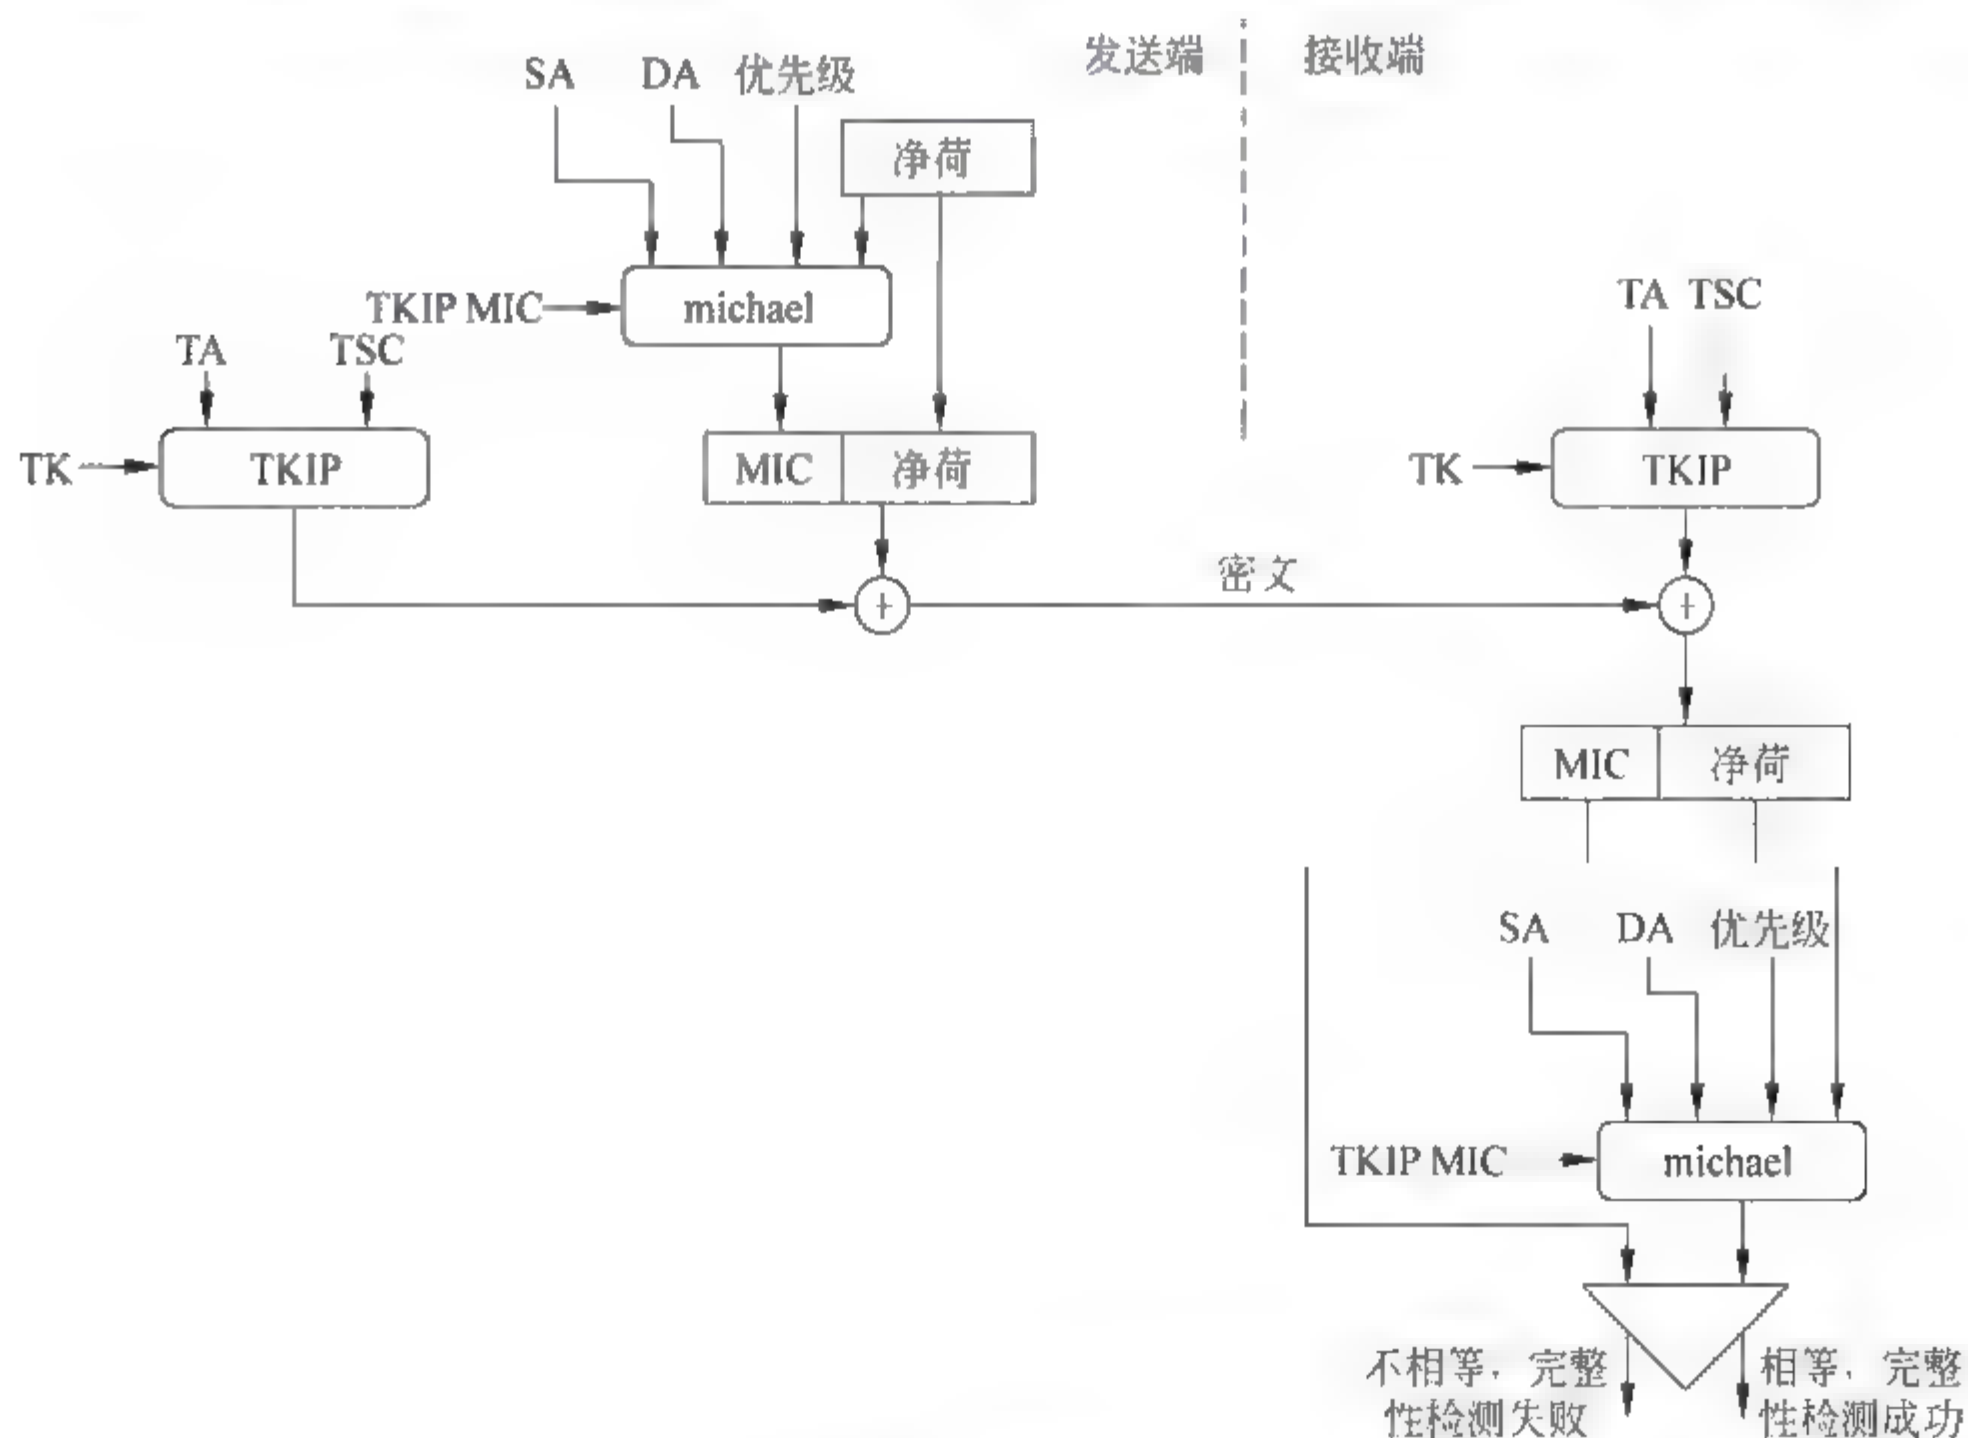 发送端
接收端
SA
DA
优先级
净荷
TKIP MIC
michael
TA
TSC
TK
TKIP
MIC
净荷
TA
TSC
TK
TKIP
密文
MIC
净荷
SA
DA
优先级
TKIP MIC
michael
不相等，完整
性检测失败
相等，完整
性检测成功